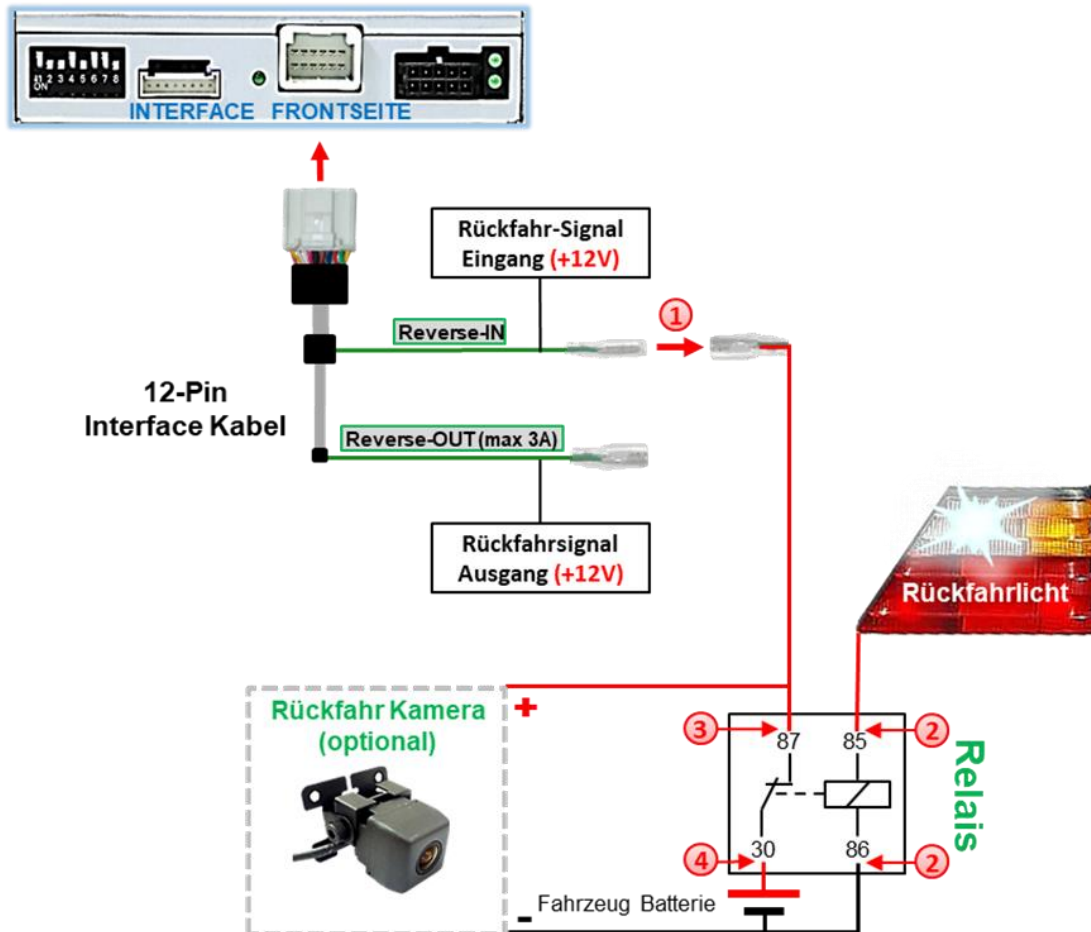 1 2 3 4 5 6 7 8
ON
INTERFACE FRONTSEITE
Rückfahr-Signal
Eingang (+12V)
Reverse-IN
1
12-Pin
Interface Kabel
Reverse-OUT(max 3A)
Rückfahrsignal
Ausgang (+12V)
Rückfahrlicht
Rückfahr Kamera
(optional)
+
3
87
85
2
Relais
4
30
86
2
- Fahrzeug Batterie